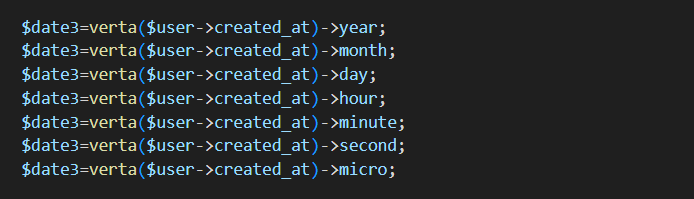 $date3=verta($user->created_at)->year;
$date3=verta($user->created_at)->month;
$date3=verta($user->created_at)->day;
$date3=verta($user->created_at)->hour;
$date3=verta($user->created_at)->minute;
$date3=verta($user->created_at)->second;
$date3=verta($user->created_at)->micro;